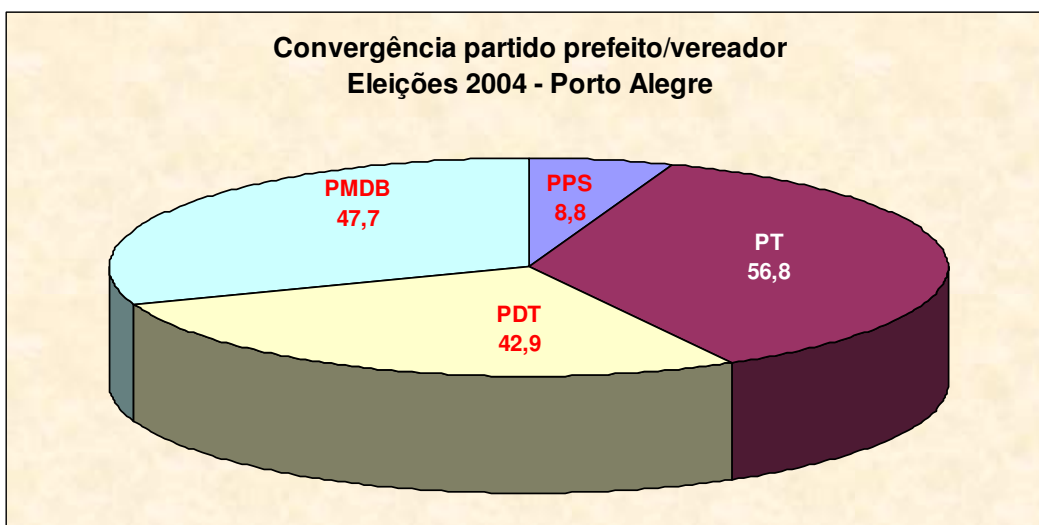 Convergência partido prefeito/vereador
Eleições 2004 - Porto Alegre
PMDB
47,7
PPS
8,8
PT
56,8
PDT
42,9